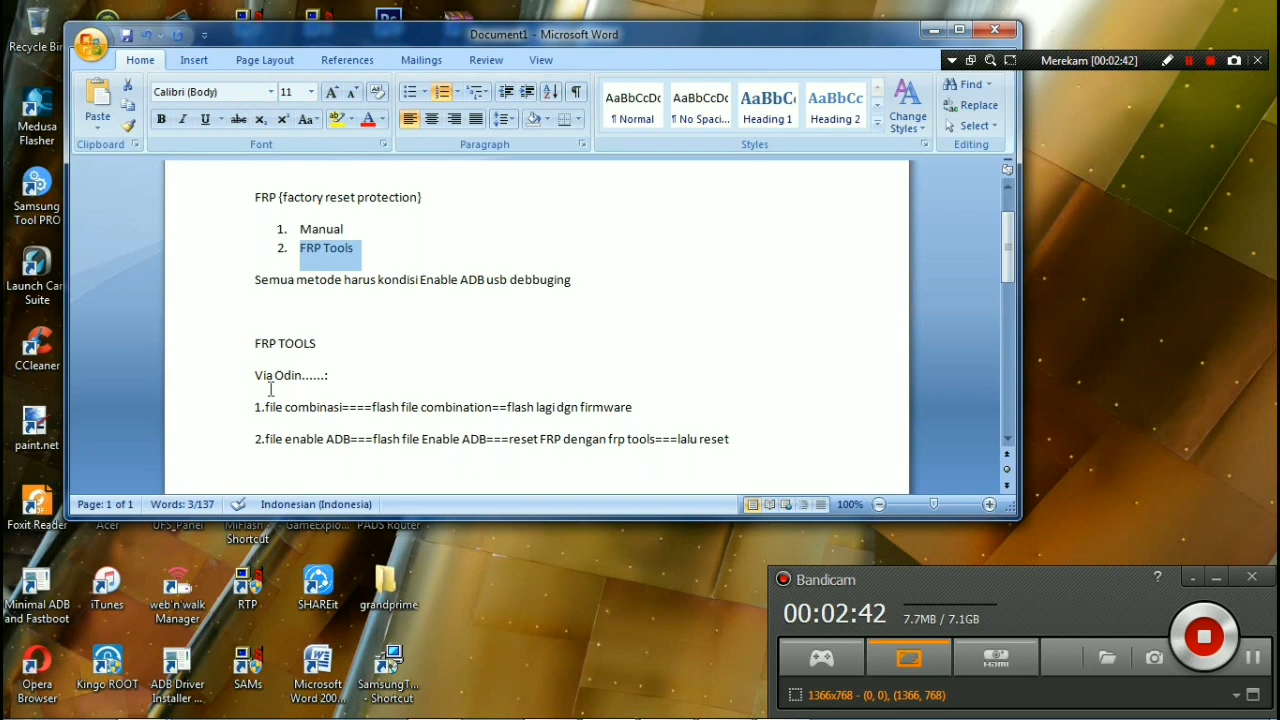 Document1 - Microsoft Word
Recycle Bin
Home
Insert
Page Layout
References
Mailings
Review
View
Merekam [00:02:42]
Paste
Clipboard
Calibri (Body)
11
Font
Paragraph
AaBbCcDc
¶ Normal
AaBbCcDc
¶ No Spaci...
AaBbC
Heading 1
AaBbCc
Heading 2
Change
Styles
Styles
Find
Replace
Select
Editing
Medusa
Flasher
Samsung
Tool PRO
Launch Car
Suite
CCleaner
paint.net
Foxit Reader
FRP {factory reset protection}
1. Manual
2. FRP Tools
Semua metode harus kondisi Enable ADB usb debbuging
FRP TOOLS
Via Odin......:
1.file combinasi====flash file combination==flash lagi dgn firmware
2.file enable ADB===flash file Enable ADB===reset FRP dengan frp tools===lalu reset
Page: 1 of 1
Words: 3/137
Indonesian (Indonesia)
100%
Acer
UFS_Panel
MiFlash -
Shortcut
GameExplo...
PADS Router
Minimal ADB
and Fastboot
iTunes
web'n'walk
Manager
RTP
SHAREit
grandprime
Opera
Browser
Kingo ROOT
ADB Driver
Installer ...
SAMs
Microsoft
Word 200...
SamsungT...
- Shortcut
Bandicam
00:02:42
7.7MB / 7.1GB
HDMI
1366x768 - (0, 0), (1366, 768)